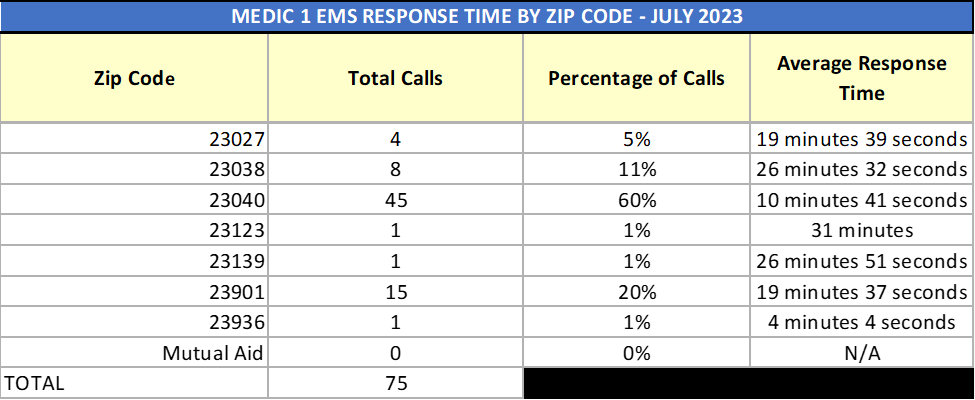 MEDIC 1 EMS RESPONSE TIME BY ZIP CODE - JULY 2023
Zip Code Total Calls Percentage of Calls Average Response Time
23027 4 5% 19 minutes 39 seconds
23038 8 11% 26 minutes 32 seconds
23040 45 60% 10 minutes 41 seconds
23123 1 1% 31 minutes
23139 1 1% 26 minutes 51 seconds
23901 15 20% 19 minutes 37 seconds
23936 1 1% 4 minutes 4 seconds
Mutual Aid 0 0% N/A
TOTAL 75